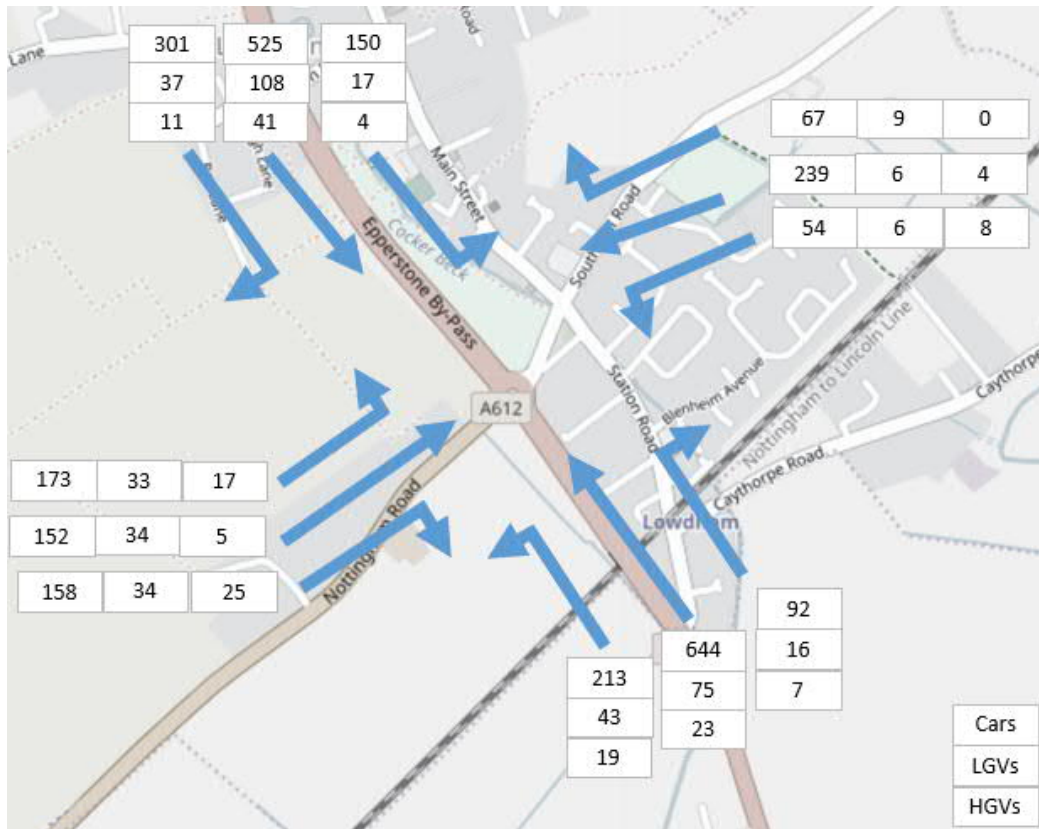 Lane
301 525 150
37 108 17
11 41 4
67 9 0
239 6 4
54 6 8
Main Street
Cocker Beck
Epperstone By-Pass
Road
Station Road
Blenheim Avenue
Nottingham to Lincoln Line
Caythorpe
Caythorpe Road
A612
Lowdham
Road
173 33 17
152 34 5
158 34 25
213 644 92
43 75 16
19 23 7
Cars
LGVs
HGVs